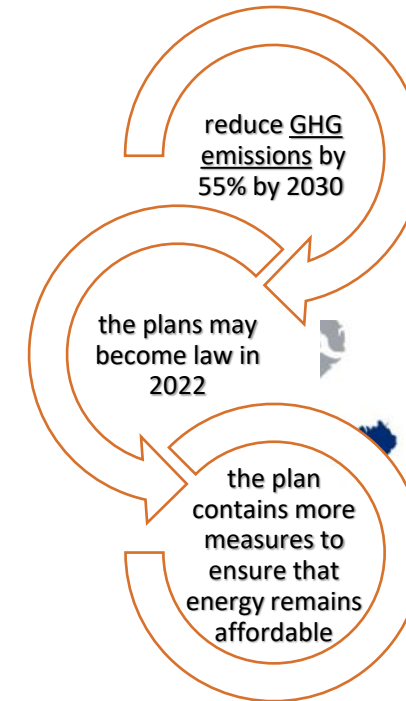 reduce GHG
emissions by
55% by 2030
the plans may
become law in
2022
the plan
contains more
measures to
ensure that
energy remains
affordable